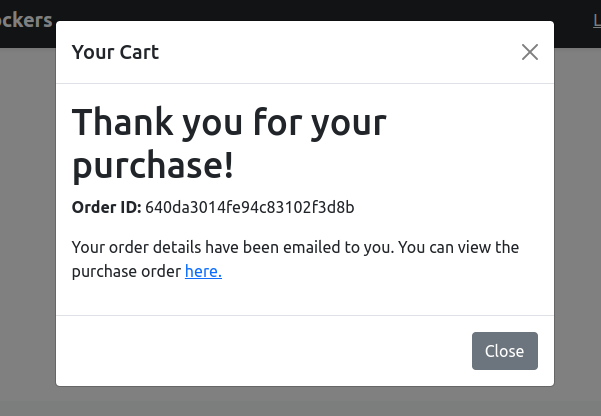 ockers
Your Cart
Thank you for your
purchase!
Order ID: 640da3014fe94c83102f3d8b
Your order details have been emailed to you. You can view the
purchase order here.
Close